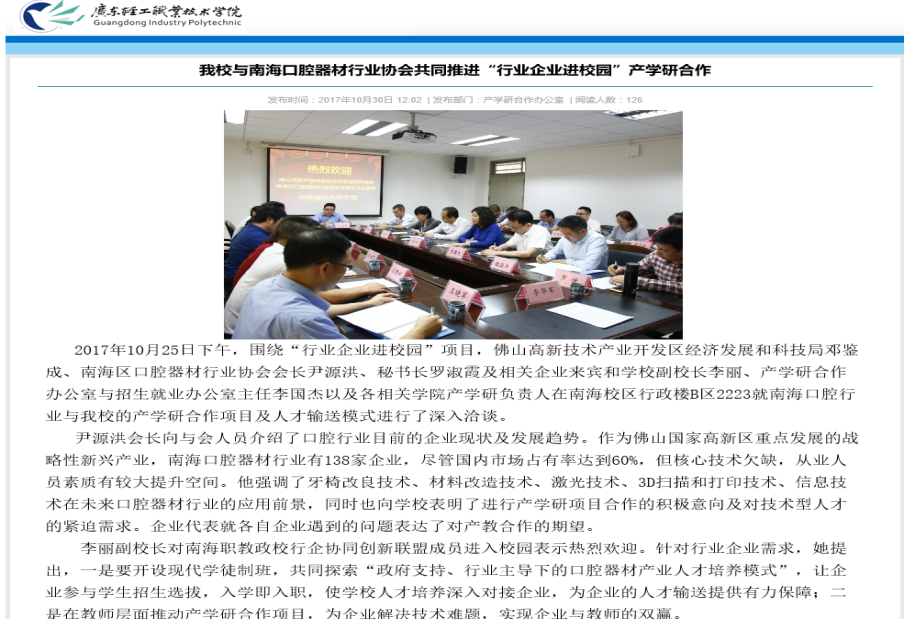 廣东轻工職業技术学院
Guangdong Industry Polytechnic
我校与南海口腔器材行业协会共同推进“行业企业进校园”产学研合作
发布时间：2017年10月30日 12:02 | 发布部门：产学研合作办公室 | 阅读人数：126
热烈欢迎
李华军
2017年10月25日下午，围绕“行业企业进校园”项目，佛山高新技术产业开发区经济发展和科技局邓鉴
成、南海区口腔器材行业协会会长尹源洪、秘书长罗淑霞及相关企业来宾和学校副校长李丽、产学研合作
办公室与招生就业办公室主任李国杰以及各相关学院产学研负责人在南海校区行政楼B区2223就南海口腔行
业与我校的产学研合作项目及人才输送模式进行了深入洽谈。
尹源洪会长向与会人员介绍了口腔行业目前的企业现状及发展趋势。作为佛山国家高新区重点发展的战
略性新兴产业，南海口腔器材行业有138家企业，尽管国内市场占有率达到60%，但核心技术欠缺，从业人
员素质有较大提升空间。他强调了牙椅改良技术、材料改造技术、激光技术、3D扫描和打印技术、信息技
术在未来口腔器材行业的应用前景，同时也向学校表明了进行产学研项目合作的积极意向及对技术型人才
的紧迫需求。企业代表就各自企业遇到的问题表达了对产教合作的期望。
李丽副校长对南海职教政校行企协同创新联盟成员进入校园表示热烈欢迎。针对行业企业需求，她提
出，一是要开设现代学徒制班，共同探索“政府支持、行业主导下的口腔器材产业人才培养模式”，让企
业参与学生招生选拔，入学即入职，使学校人才培养深入对接企业，为企业的人才输送提供有力保障；二
是在教师层面推动产学研合作项目，为企业解决技术难题，实现企业与教师的双赢。